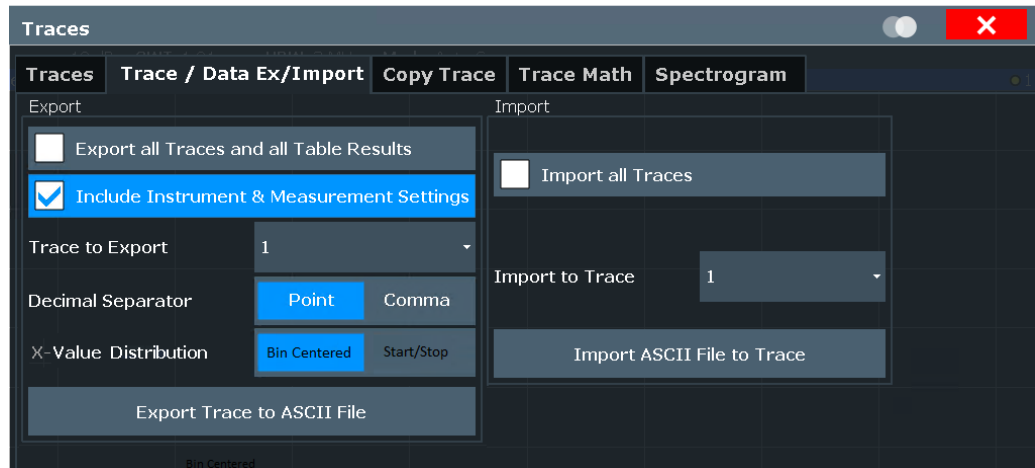 Traces
Traces Trace / Data Ex/Import Copy Trace Trace Math Spectrogram
Export
Export all Traces and all Table Results
Include Instrument & Measurement Settings
Trace to Export 1
Decimal Separator Point Comma
X-Value Distribution Bin Centered Start/Stop
Export Trace to ASCII File
Import
Import all Traces
Import to Trace 1
Import ASCII File to Trace
Bin Centered